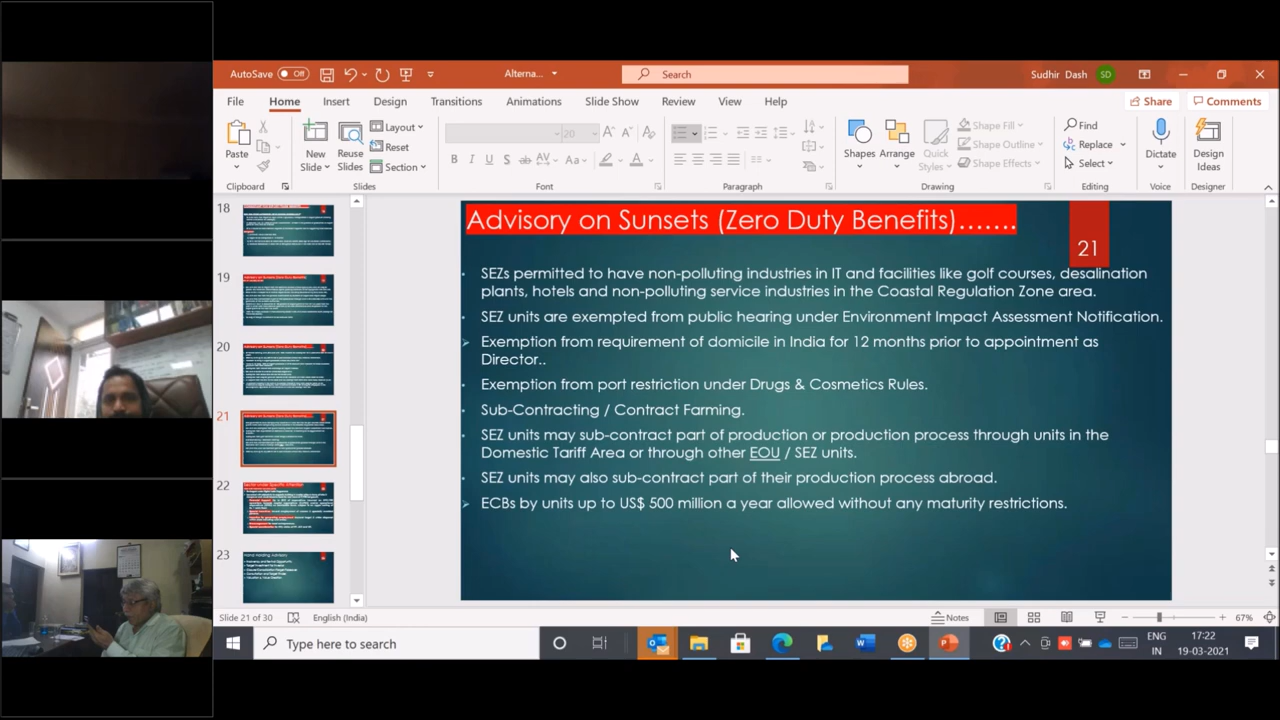 AutoSave Off
Alterna...
Search
Sudhir Dash SD
File Home Insert Design Transitions Animations Slide Show Review View Help
Share Comments
Paste
New Slide
Reuse Slides
Layout
Reset
Section
20
Shapes
Arrange
Quick Styles
Shape Fill
Shape Outline
Shape Effects
Find
Replace
Select
Dictate
Design Ideas
Clipboard Slides Font Paragraph Drawing Editing Voice Designer
18
19
20
21
22
23
Advisory on Sunsets (Zero Duty Benefits).......
21
SEZs permitted to have non-polluting industries in IT and facilities like golf courses, desalination
plants, hotels and non-polluting service industries in the Coastal Regulation Zone area.
SEZ units are exempted from public hearing under Environment Impact Assessment Notification.
Exemption from requirement of domicile in India for 12 months prior to appointment as
Director..
Exemption from port restriction under Drugs & Cosmetics Rules.
Sub-Contracting / Contract Farming.
SEZ units may sub-contract part of production or production process through units in the
Domestic Tariff Area or through other EOU / SEZ units.
SEZ units may also sub-contract part of their production process abroad.
ECB route up to US$ 500 million a year allowed without any maturity restrictions.
Slide 21 of 30 English (India) Notes 67%
Type here to search
ENG
IN
17:22
19-03-2021